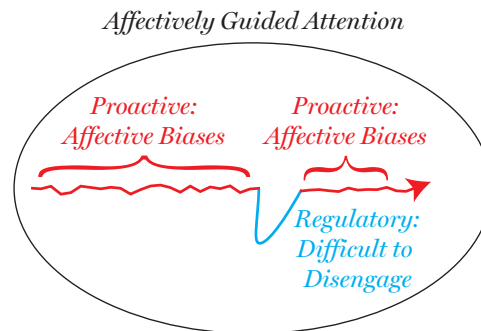 Affectively Guided Attention
Proactive:
Affective Biases
Proactive:
Affective Biases
Regulatory:
Difficult to
Disengage